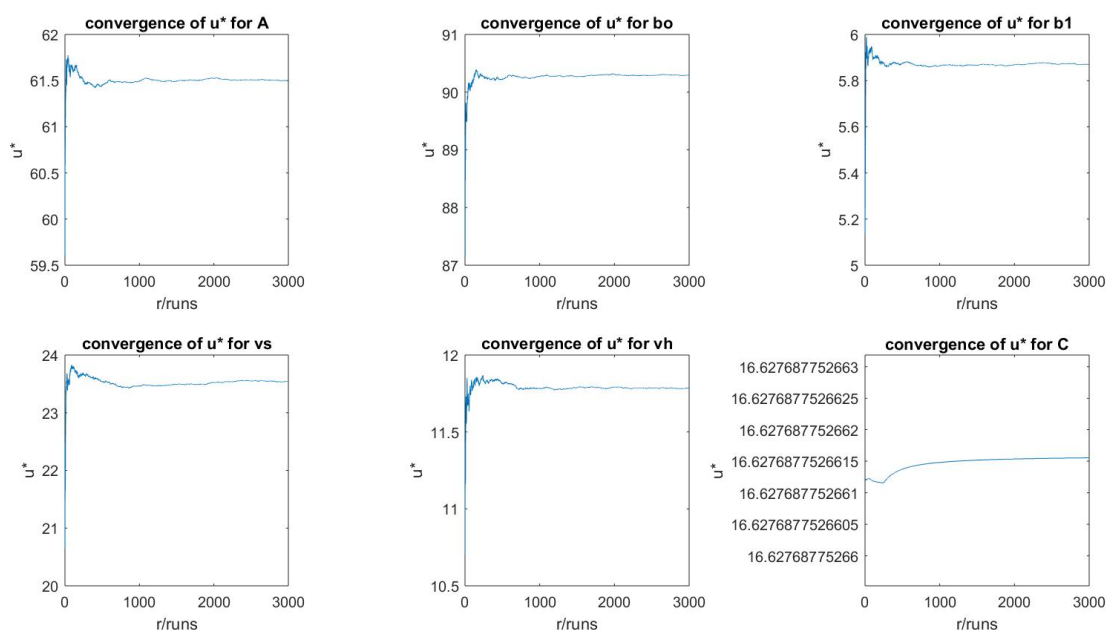 convergence of u* for A
62
61.5
61
60.5
60
59.5
u*
0 1000 2000 3000
r/runs
convergence of u* for bo
91
90
89
88
87
u*
0 1000 2000 3000
r/runs
convergence of u* for b1
6
5.8
5.6
5.4
5.2
5
u*
0 1000 2000 3000
r/runs
convergence of u* for vs
24
23
22
21
20
u*
0 1000 2000 3000
r/runs
convergence of u* for vh
12
11.5
11
10.5
u*
0 1000 2000 3000
r/runs
convergence of u* for C
16.627687752663
16.6276877526625
16.627687752662
16.6276877526615
16.627687752661
16.6276877526605
16.62768775266
u*
0 1000 2000 3000
r/runs